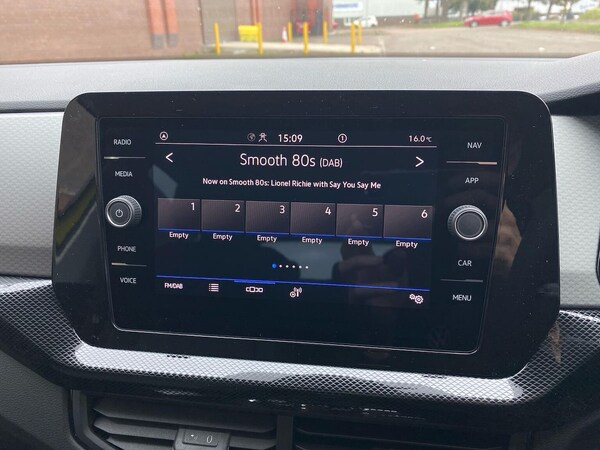 RADIO
MEDIA
PHONE
VOICE
15:09
16.0°C
Smooth 80s (DAB)
Now on Smooth 80s: Lionel Richie with Say You Say Me
1 2 3 4 5 6
Empty Empty Empty Empty Empty Empty
FM/DAB
NAV
APP
CAR
MENU
0